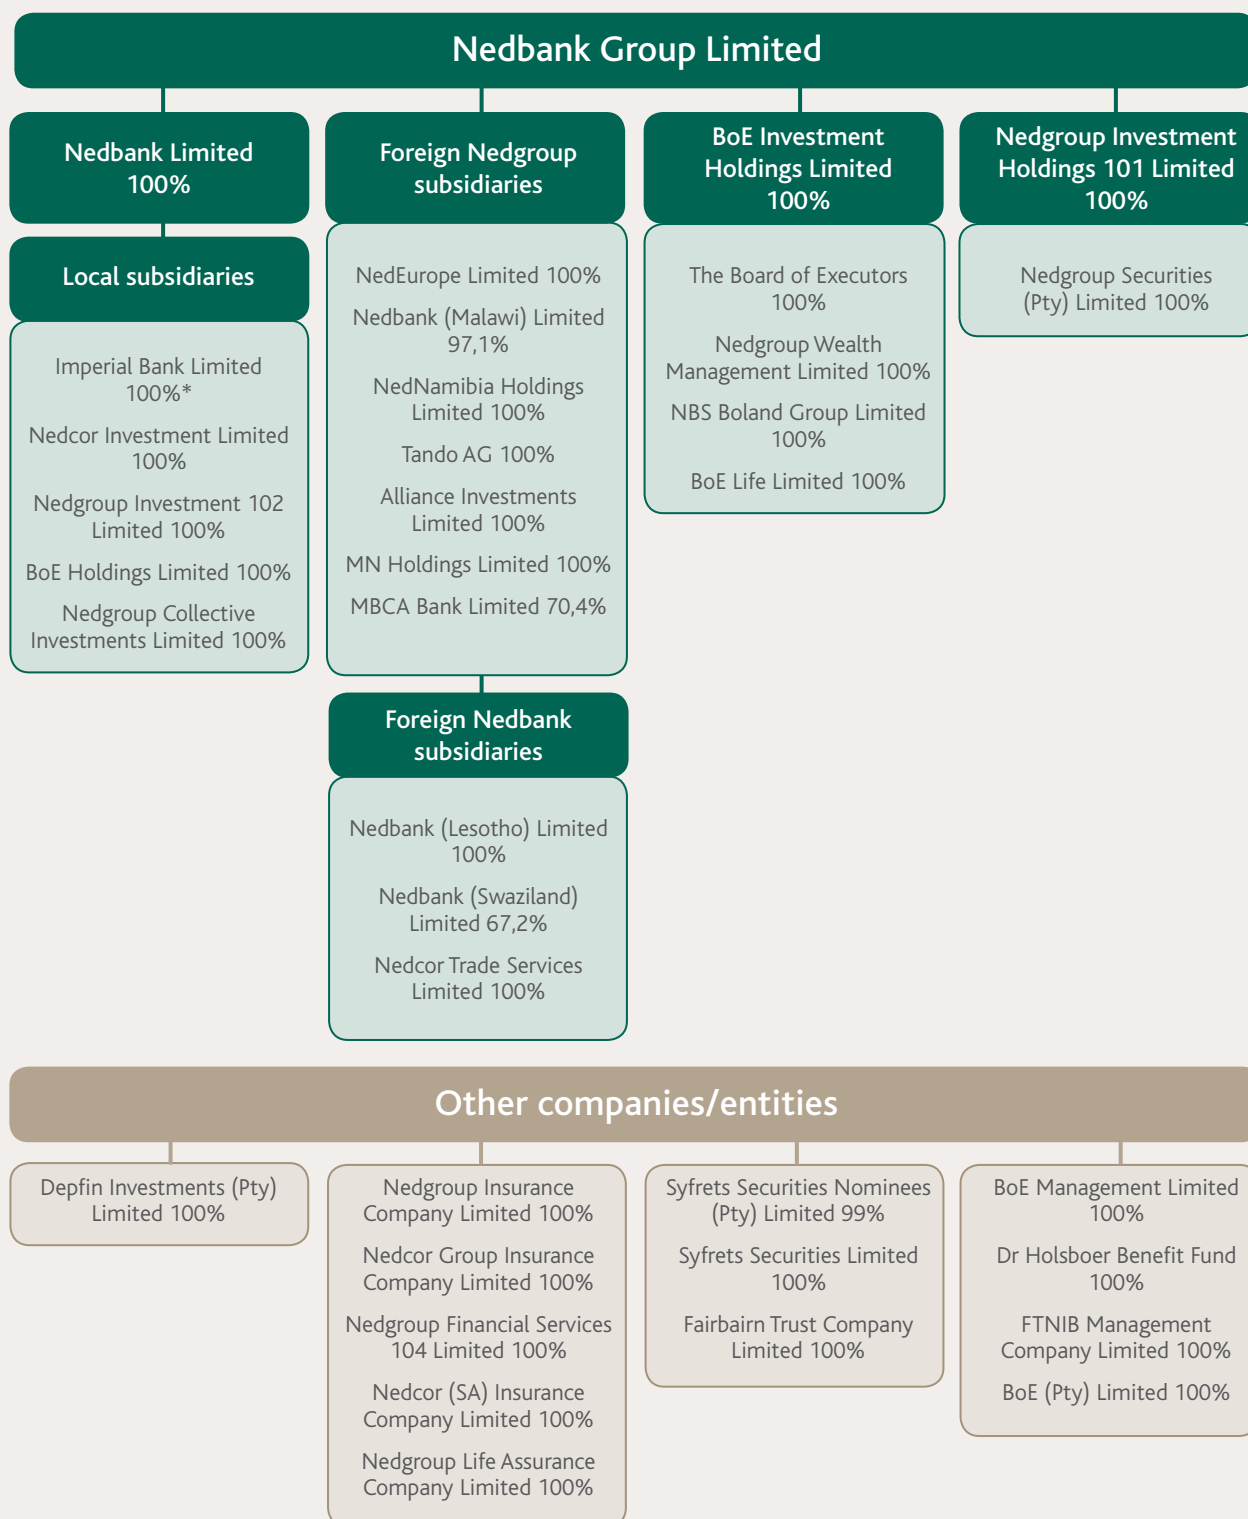 Nedbank Group Limited
Nedbank Limited
100%
Local subsidiaries
Imperial Bank Limited
100%*
Nedcor Investment Limited
100%
Nedgroup Investment 102
Limited 100%
BoE Holdings Limited 100%
Nedgroup Collective
Investments Limited 100%
Foreign Nedgroup
subsidiaries
NedEurope Limited 100%
Nedbank (Malawi) Limited
97,1%
NedNamibia Holdings
Limited 100%
Tando AG 100%
Alliance Investments
Limited 100%
MN Holdings Limited 100%
MBCA Bank Limited 70,4%
Foreign Nedbank
subsidiaries
Nedbank (Lesotho) Limited
100%
Nedbank (Swaziland)
Limited 67,2%
Nedcor Trade Services
Limited 100%
BoE Investment
Holdings Limited
100%
The Board of Executors
100%
Nedgroup Wealth
Management Limited 100%
NBS Boland Group Limited
100%
BoE Life Limited 100%
Nedgroup Investment
Holdings 101 Limited
100%
Nedgroup Securities
(Pty) Limited 100%
Other companies/entities
Depfin Investments (Pty)
Limited 100%
Nedgroup Insurance
Company Limited 100%
Nedcor Group Insurance
Company Limited 100%
Nedgroup Financial Services
104 Limited 100%
Nedcor (SA) Insurance
Company Limited 100%
Nedgroup Life Assurance
Company Limited 100%
Syfrets Securities Nominees
(Pty) Limited 99%
Syfrets Securities Limited
100%
Fairbairn Trust Company
Limited 100%
BoE Management Limited
100%
Dr Holsboer Benefit Fund
100%
FTNIB Management
Company Limited 100%
BoE (Pty) Limited 100%